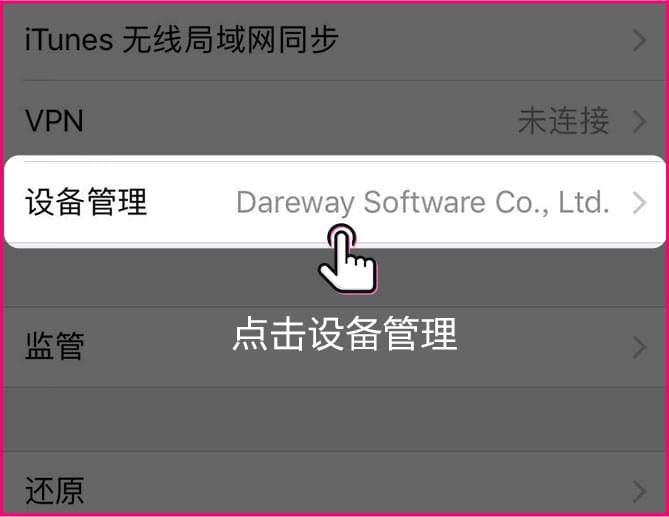 iTunes 无线局域网同步
VPN 未连接
设备管理 Dareway Software Co., Ltd.
点击设备管理
监管
还原